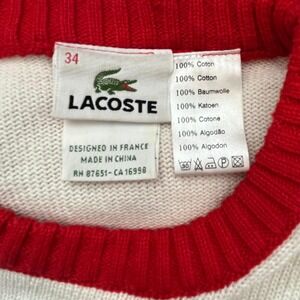 34
LACOSTE
DESIGNED IN FRANCE
MADE IN CHINA
RN 87651 - CA 16998
100% Coton
100% Cotton
100% Baumwolle
100% Katoen
100% Cotone
100% Algodão
100% Algodon